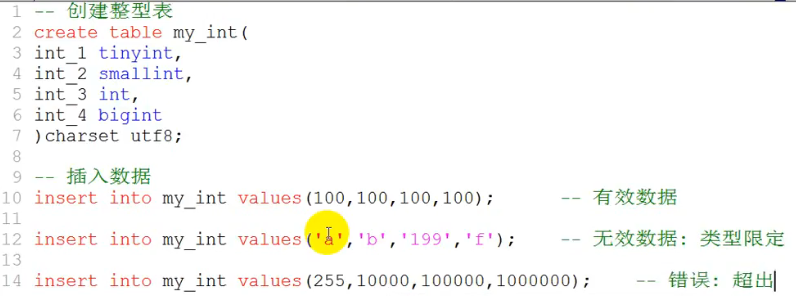 1 -- 创建整型表
2 create table my_int(
3 int_1 tinyint,
4 int_2 smallint,
5 int_3 int,
6 int_4 bigint
7 )charset utf8;
8
9 -- 插入数据
10 insert into my_int values(100,100,100,100); -- 有效数据
11
12 insert into my_int values('a','b','199','f'); -- 无效数据: 类型限定
13
14 insert into my_int values(255,10000,100000,1000000); -- 错误: 超出